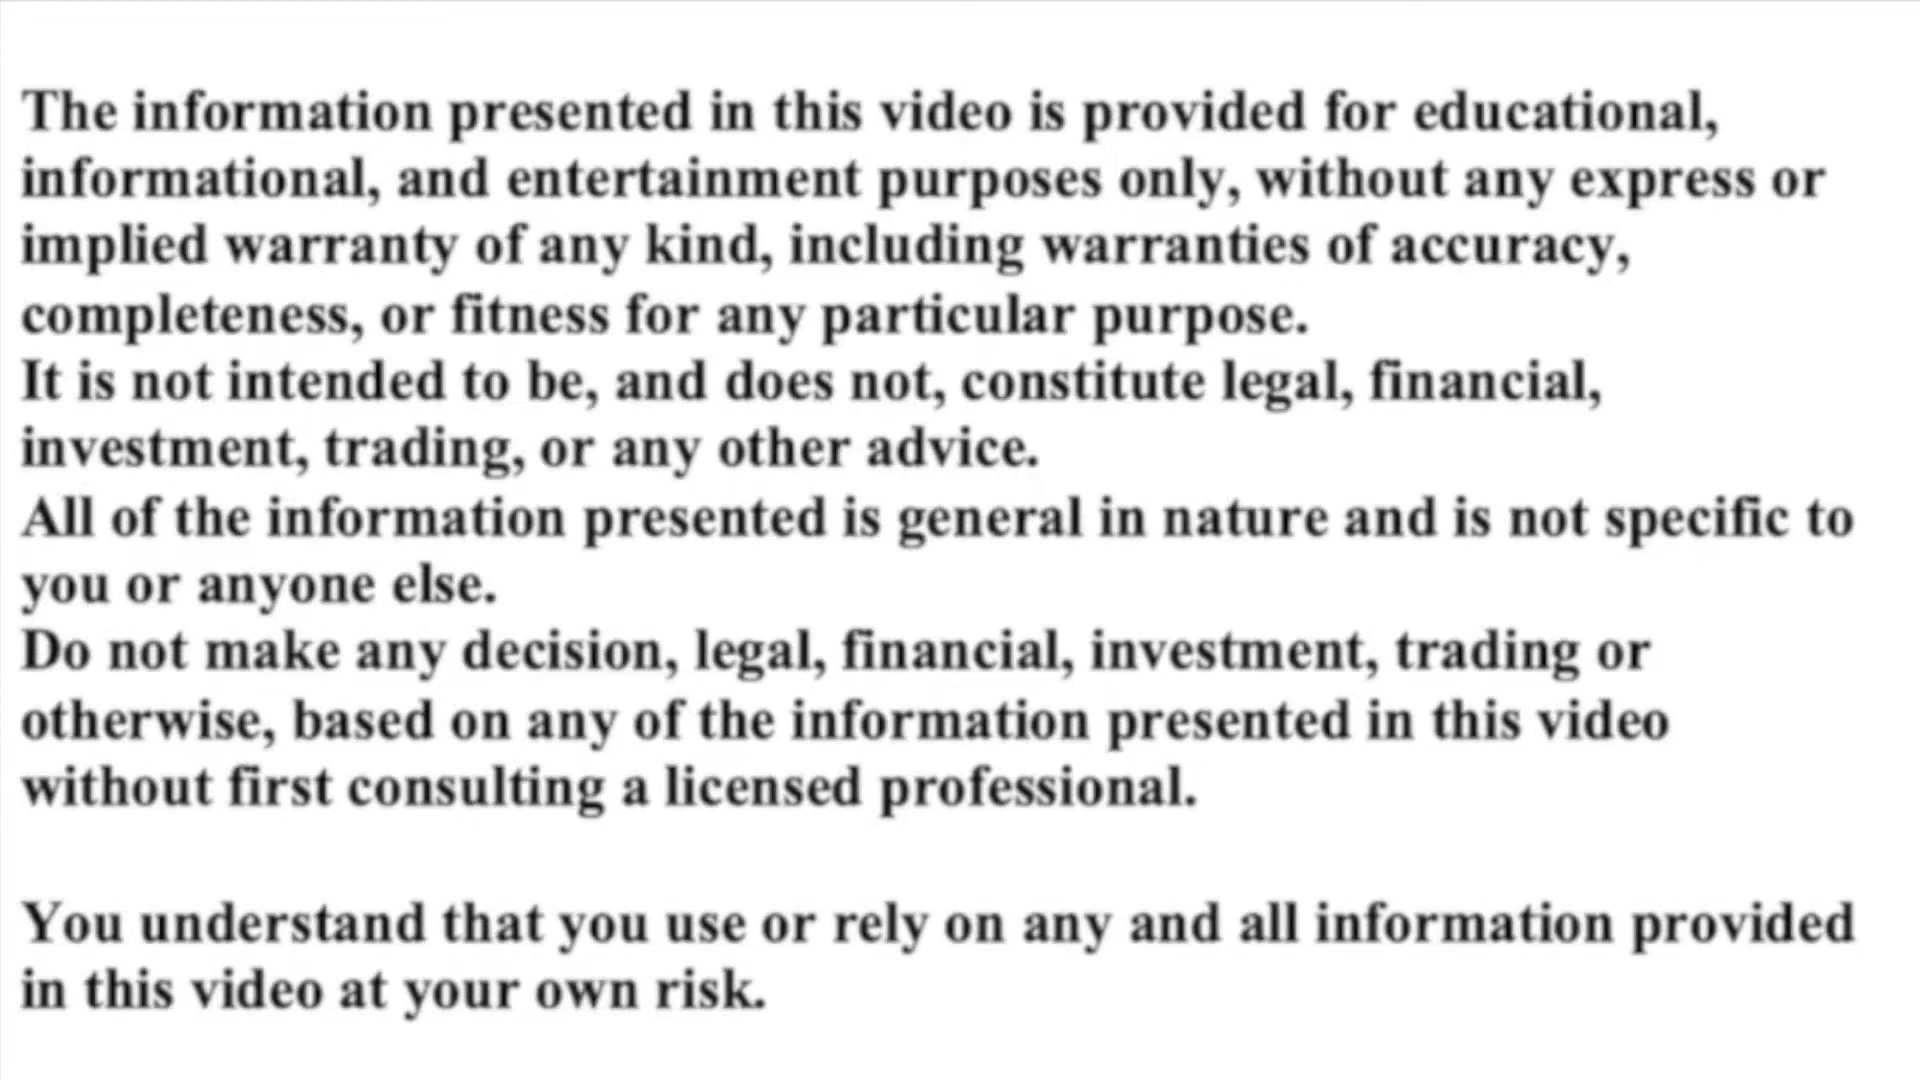 The information presented in this video is provided for educational,
informational, and entertainment purposes only, without any express or
implied warranty of any kind, including warranties of accuracy,
completeness, or fitness for any particular purpose.
It is not intended to be, and does not, constitute legal, financial,
investment, trading, or any other advice.
All of the information presented is general in nature and is not specific to
you or anyone else.
Do not make any decision, legal, financial, investment, trading or
otherwise, based on any of the information presented in this video
without first consulting a licensed professional.
You understand that you use or rely on any and all information provided
in this video at your own risk.